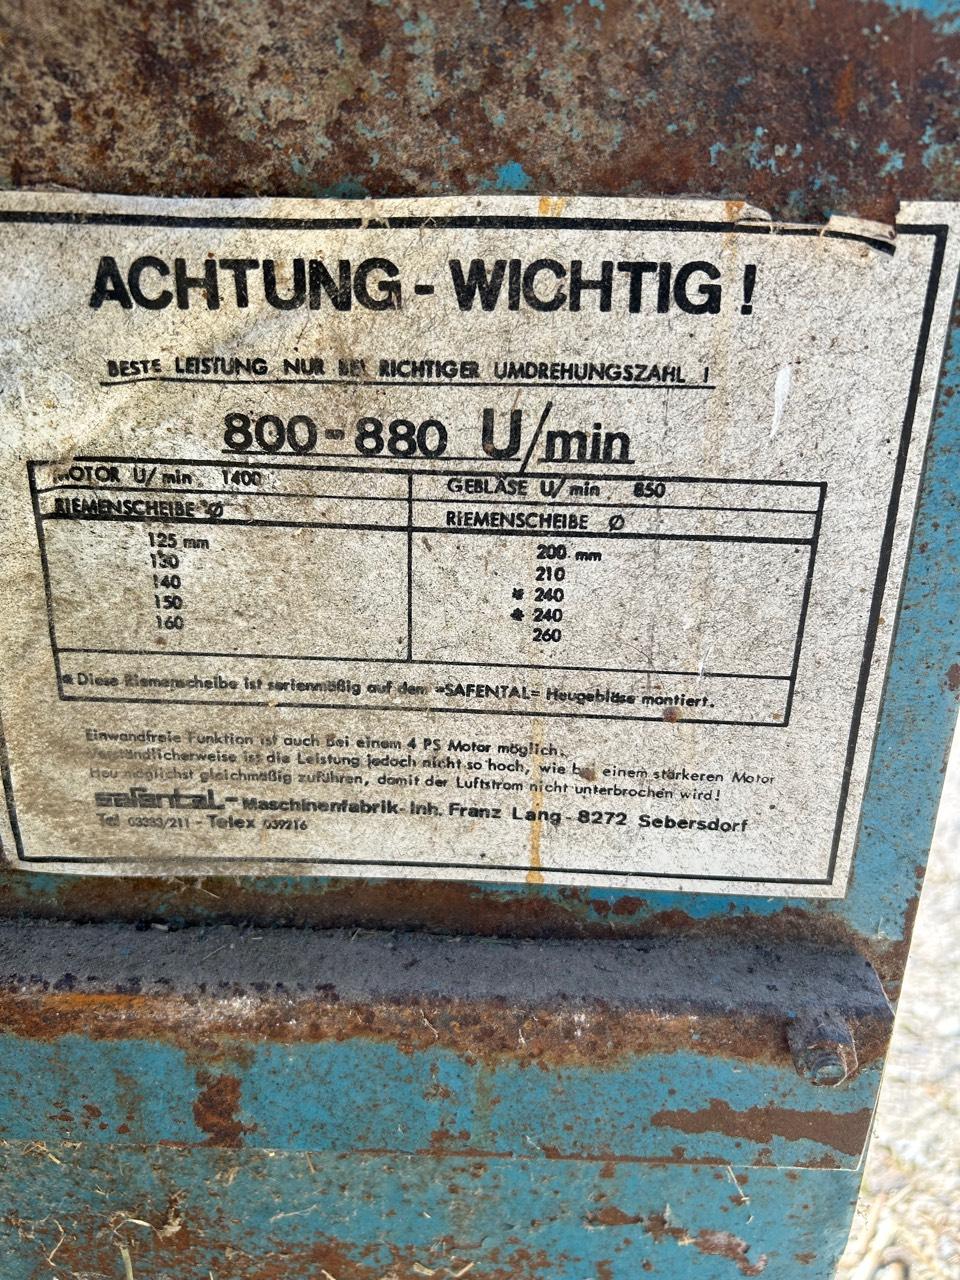 ACHTUNG - WICHTIG !
BESTE LEISTUNG NUR BEI RICHTIGER UMDREHUNGSZAHL !
800-880 U/min
MOTOR U/min. 1400
GEBLÄSE U/min. 850
RIEMENSCHEIBE Ø
RIEMENSCHEIBE Ø
125 mm
200 mm
130
210
140
* 240
150
* 240
160
260
* Diese Riemenscheibe ist serienmäßig auf dem =SAFENTAL= Heugebläse montiert.
Einwandfreie Funktion ist auch bei einem 4 PS Motor möglich.
Verständlicherweise ist die Leistung jedoch nicht so hoch, wie bei einem stärkeren Motor
Heu möglichst gleichmäßig zuführen, damit der Luftstrom nicht unterbrochen wird!
safental - Maschinenfabrik - Inh. Franz Lang - 8272 Sebersdorf
Tel 03333/211 - Telex 039216